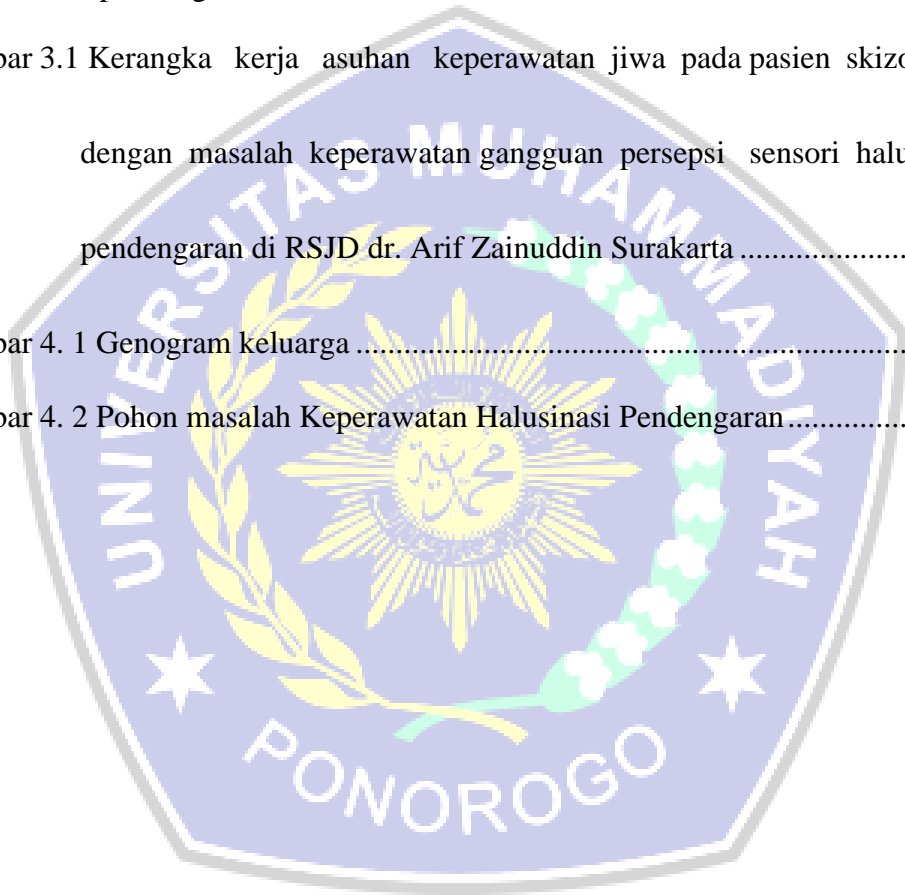 bar 3.1 Kerangka kerja asuhan keperawatan jiwa pada pasien skizo
dengan masalah keperawatan gangguan persepsi sensori halu
pendengaran di RSJD dr. Arif Zainuddin Surakarta .....................
bar 4. 1 Genogram keluarga ......................................................................
bar 4. 2 Pohon masalah Keperawatan Halusinasi Pendengaran ...............
UNIVERSITAS MUHAMMADIYAH
PONOROGO